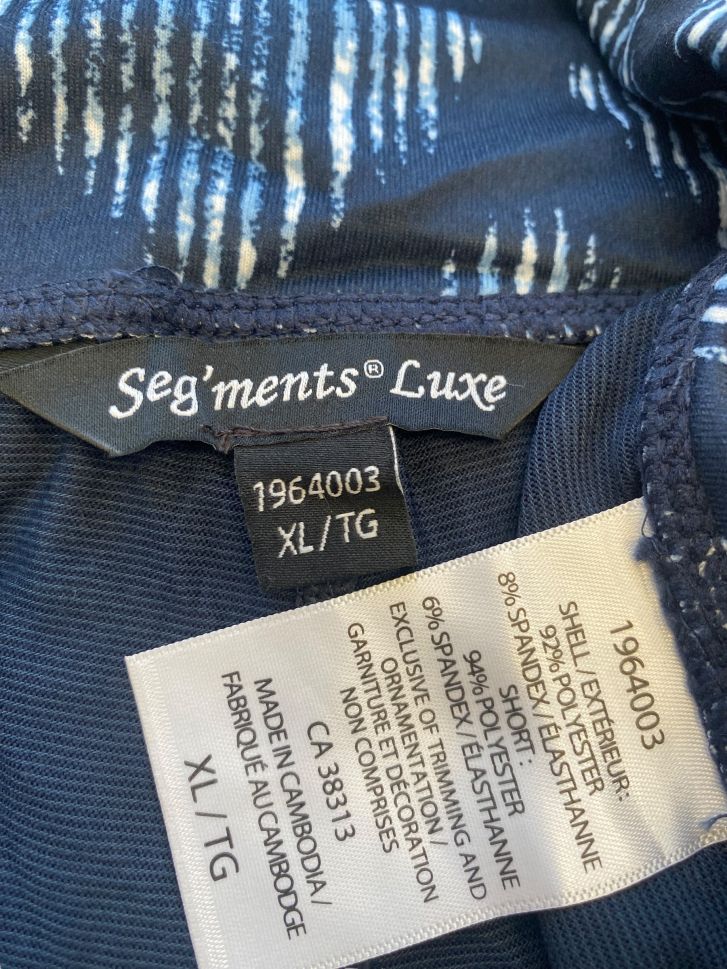 Seg'ments® Luxe
1964003
XL/TG
1964003
SHELL/EXTÉRIEUR:
92% POLYESTER
8% SPANDEX/ÉLASTHANNE
SHORT:
94% POLYESTER
6% SPANDEX/ÉLASTHANNE
EXCLUSIVE OF TRIMMING AND
ORNAMENTATION/
GARNITURE ET DÉCORATION
NON COMPRISES
CA 38313
MADE IN CAMBODIA/
FABRIQUÉ AU CAMBODGE
XL/TG